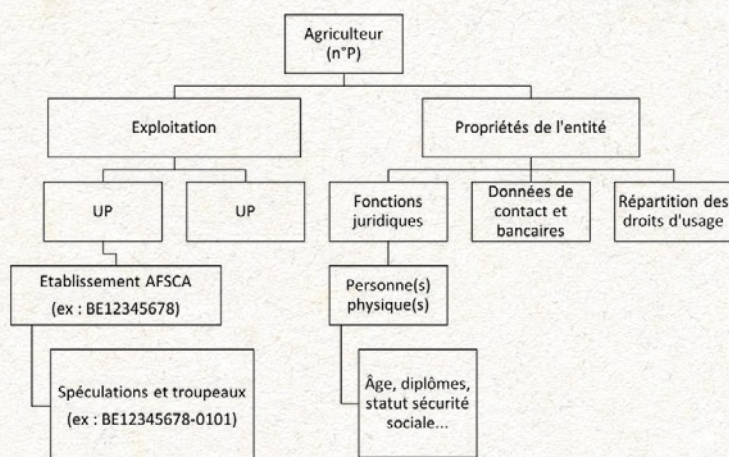 Agriculteur
(n°P)
Exploitation
Propriétés de l'entité
UP
UP
Fonctions
juridiques
Données de
contact et
bancaires
Répartition des
droits d'usage
Etablissement AFSCA
(ex : BE12345678)
Personne(s)
physique(s)
Spéculations et troupeaux
(ex : BE12345678-0101)
Âge, diplômes,
statut sécurité
sociale...